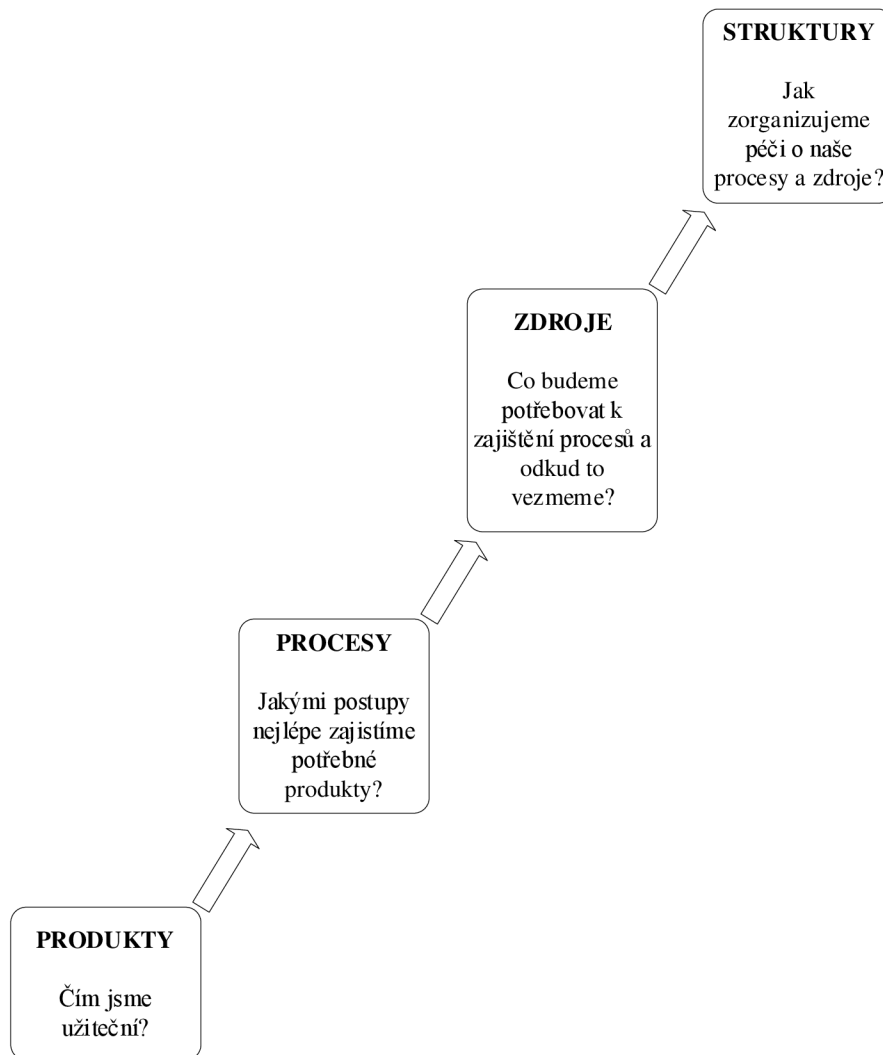 STRUKTURY
Jak
zorganizujeme
péči o naše
procesy a zdroje?
ZDROJE
Co budeme
potřebovat k
zajištění procesů a
odkud to
vezmeme?
PROCESY
Jakými postupy
nejlépe zajistíme
potřebné
produkty?
PRODUKTY
Čím jsme
užiteční?